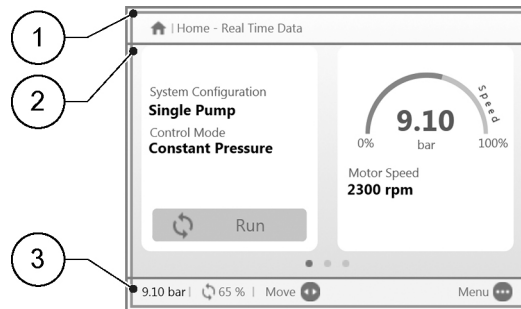 1
| Home - Real Time Data
2
System Configuration
Single Pump
Control Mode
Constant Pressure
Run
Speed
9.10
0% bar 100%
Motor Speed
2300 rpm
3
9.10 bar | 65 % | Move Menu